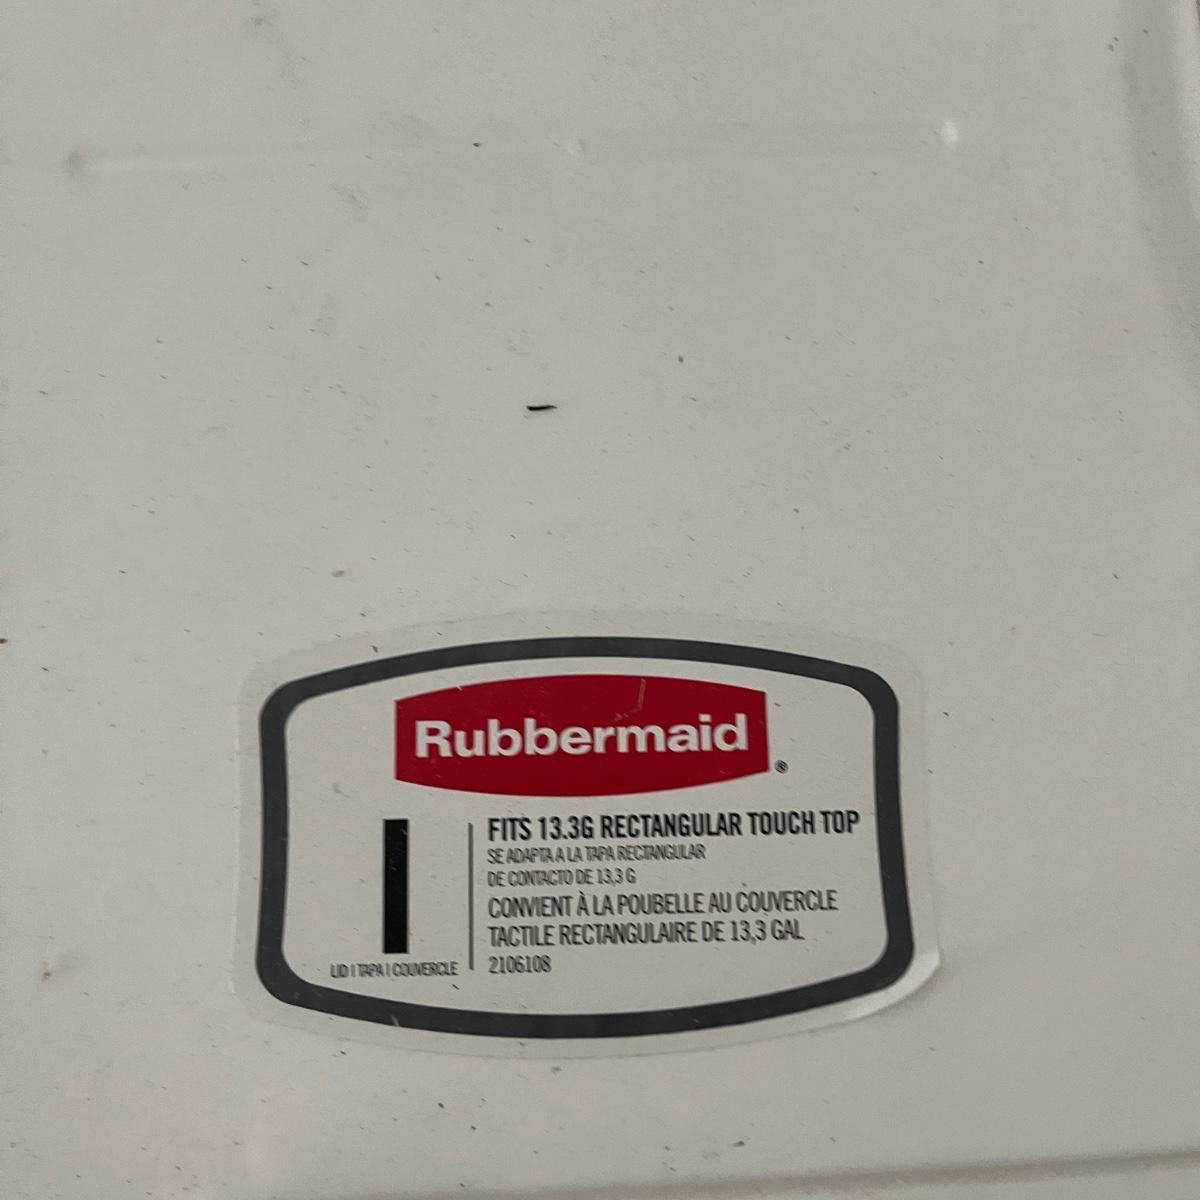 Rubbermaid®
I
LID | TAPA | COUVERCLE
FITS 13.3G RECTANGULAR TOUCH TOP
SE ADAPTA A LA TAPA RECTANGULAR
DE CONTACTO DE 13,3 G
CONVIENT À LA POUBELLE AU COUVERCLE
TACTILE RECTANGULAIRE DE 13,3 GAL
2106108